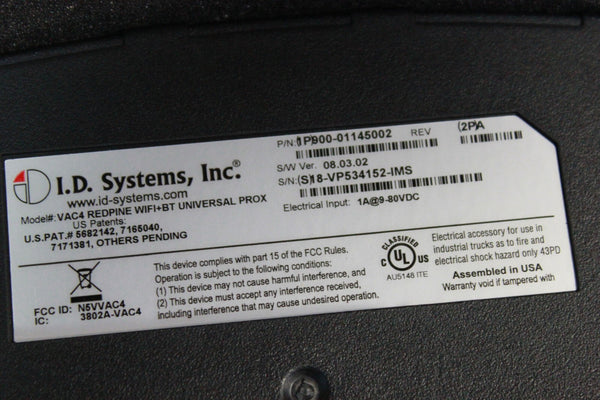 I.D. Systems, Inc.®
www.id-systems.com
Model#: VAC4 REDPINE WIFI+BT UNIVERSAL PROX
US Patents:
U.S.PAT.# 5682142, 7165040,
7171381, OTHERS PENDING
P/N:(1P)900-01145002 REV (2P)A
S/W Ver. 08.03.02
S/N:(S)18-VP534152-IMS
Electrical Input: 1A@9-80VDC
FCC ID: N5VVAC4
IC: 3802A-VAC4
This device complies with part 15 of the FCC Rules.
Operation is subject to the following conditions:
(1) This device may not cause harmful interference, and
(2) This device must accept any interference received,
including interference that may cause undesired operation.
CLASSIFIED
C UL US
AU5148 ITE
Electrical accessory for use in
industrial trucks as to fire and
electrical shock hazard only 43PD
Assembled in USA
Warranty void if tampered with